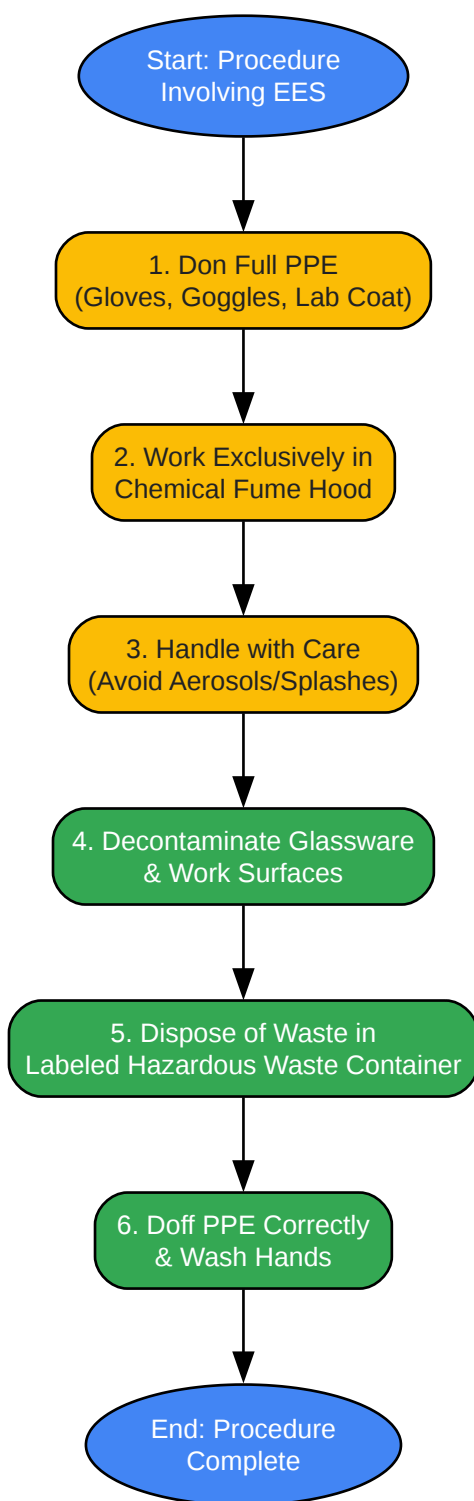 Start: Procedure
Involving EES
1. Don Full PPE
(Gloves, Goggles, Lab Coat)
2. Work Exclusively in
Chemical Fume Hood
3. Handle with Care
(Avoid Aerosols/Splashes)
4. Decontaminate Glassware
& Work Surfaces
5. Dispose of Waste in
Labeled Hazardous Waste Container
6. Doff PPE Correctly
& Wash Hands
End: Procedure
Complete